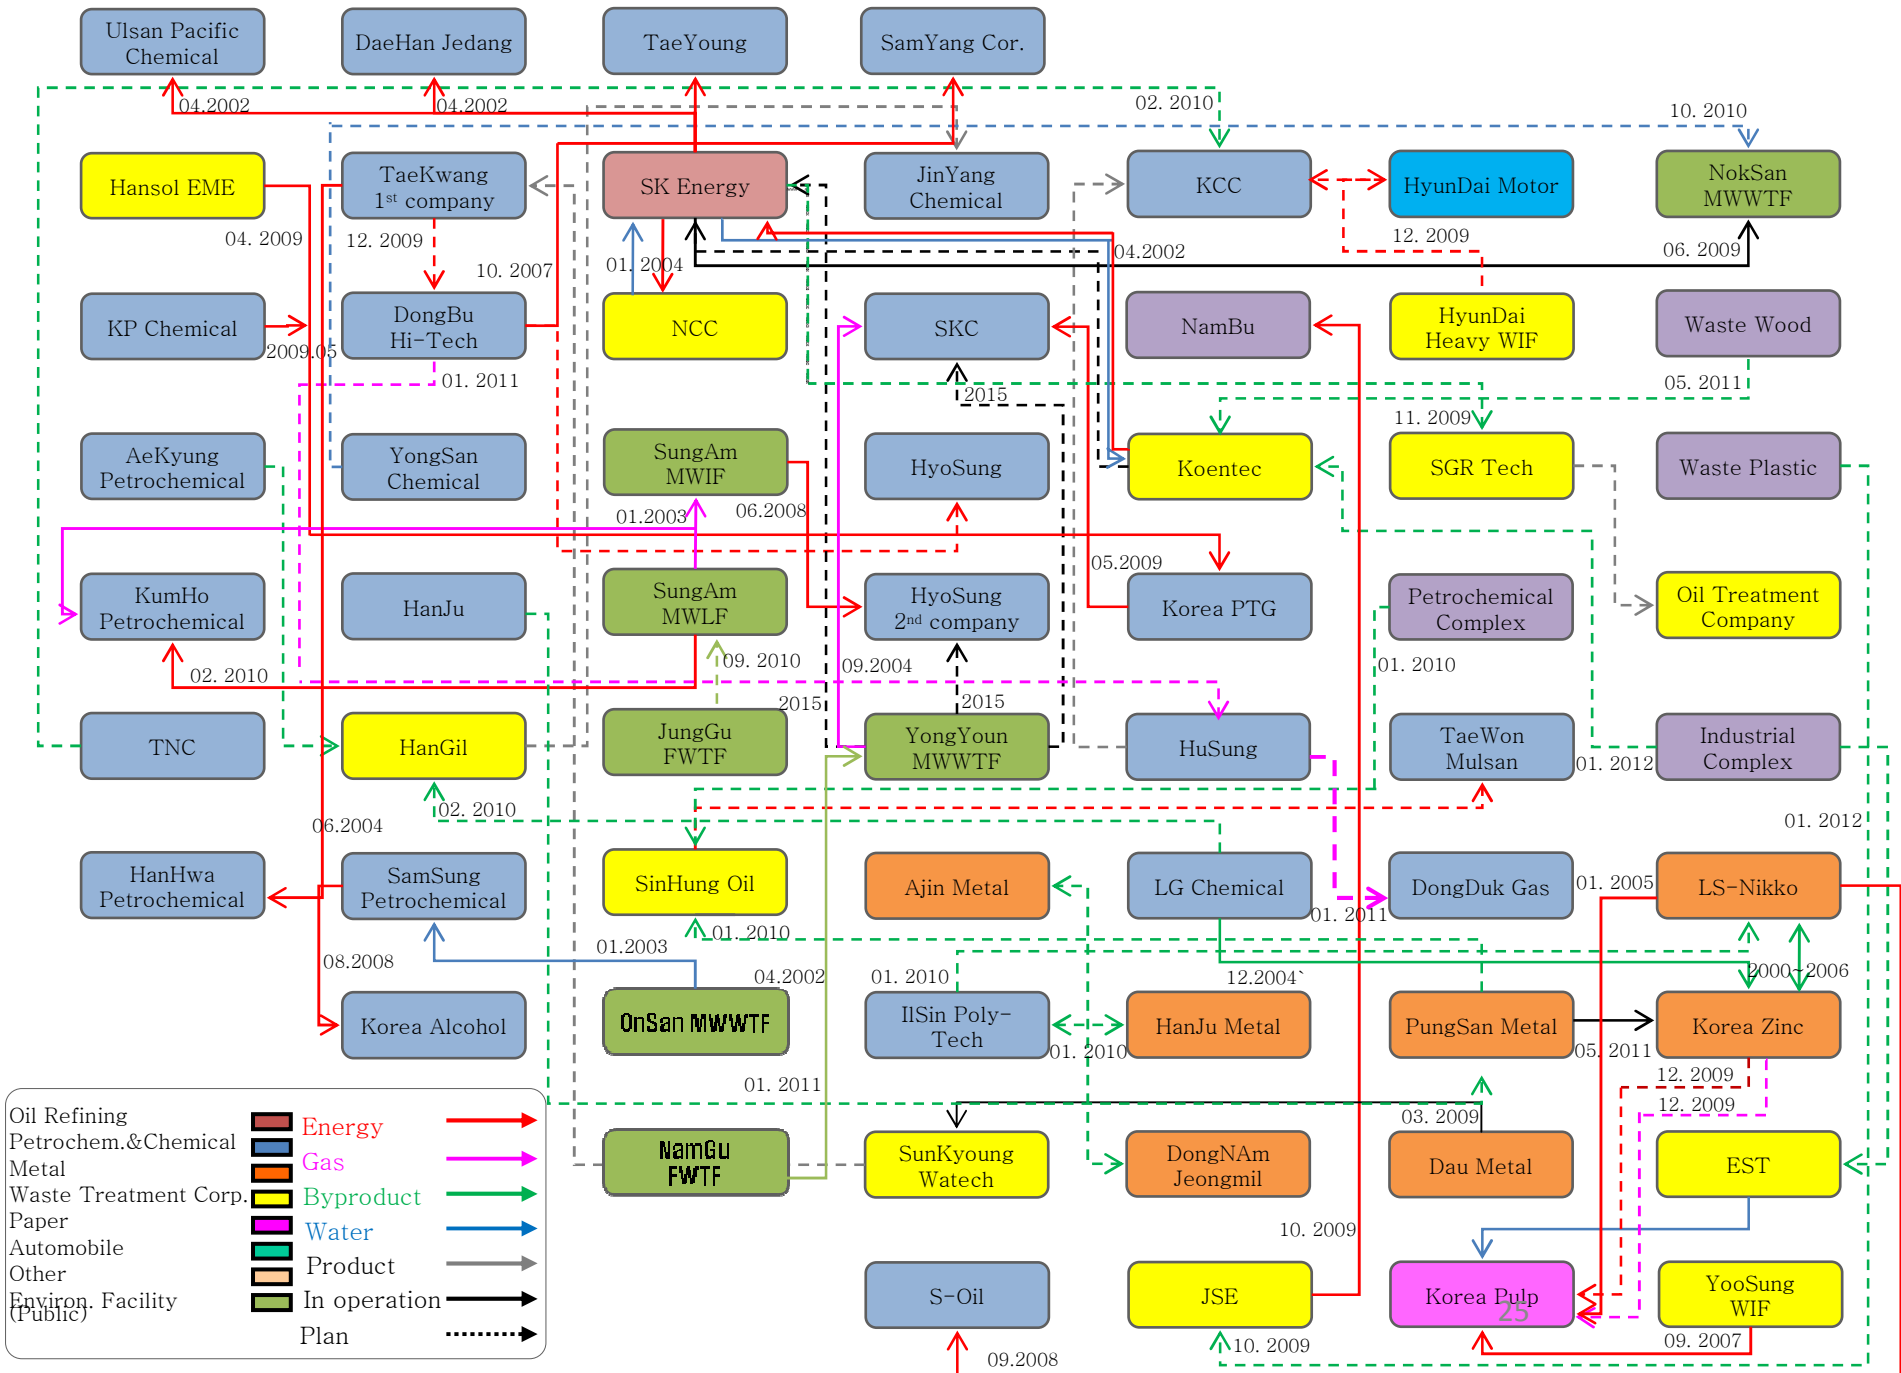 Ulsan Pacific
Chemical
DaeHan Jedang
TaeYoung
SamYang Cor.
04.2002
04.2002
02. 2010
10. 2010
Hansol EME
TaeKwang
1st company
SK Energy
JinYang
Chemical
KCC
HyunDai Motor
NokSan
MWWTF
04. 2009
12. 2009
10. 2007
01. 2004
04.2002
12. 2009
06. 2009
KP Chemical
DongBu
Hi-Tech
NCC
SKC
NamBu
HyunDai
Heavy WIF
Waste Wood
2009.05
01. 2011
2015
05. 2011
11. 2009
AeKyung
Petrochemical
YongSan
Chemical
SungAm
MWIF
HyoSung
Koentec
SGR Tech
Waste Plastic
01.2003
06.2008
05.2009
KumHo
Petrochemical
HanJu
SungAm
MWLF
HyoSung
2nd company
Korea PTG
Petrochemical
Complex
Oil Treatment
Company
02. 2010
09. 2010
09.2004
01. 2010
2015
2015
TNC
HanGil
JungGu
FWTF
YongYoun
MWWTF
HuSung
TaeWon
Mulsan
Industrial
Complex
01. 2012
02. 2010
06.2004
01. 2012
HanHwa
Petrochemical
SamSung
Petrochemical
SinHung Oil
Ajin Metal
LG Chemical
DongDuk Gas
LS-Nikko
01. 2005
01. 2011
01.2003
01. 2010
08.2008
04.2002
01. 2010
12.2004`
2000~2006
Korea Alcohol
OnSan MWWTF
IlSin Poly-
Tech
HanJu Metal
PungSan Metal
Korea Zinc
01. 2010
05. 2011
01. 2011
12. 2009
12. 2009
03. 2009
NamGu
FWTF
SunKyoung
Watech
DongNAm
Jeongmil
Dau Metal
EST
10. 2009
S-Oil
JSE
Korea Pulp
25
YooSung
WIF
09.2008
10. 2009
09. 2007
Oil Refining
Petrochem.&Chemical
Metal
Waste Treatment Corp.
Paper
Automobile
Other
Environ. Facility
(Public)
Energy
Gas
Byproduct
Water
Product
In operation
Plan